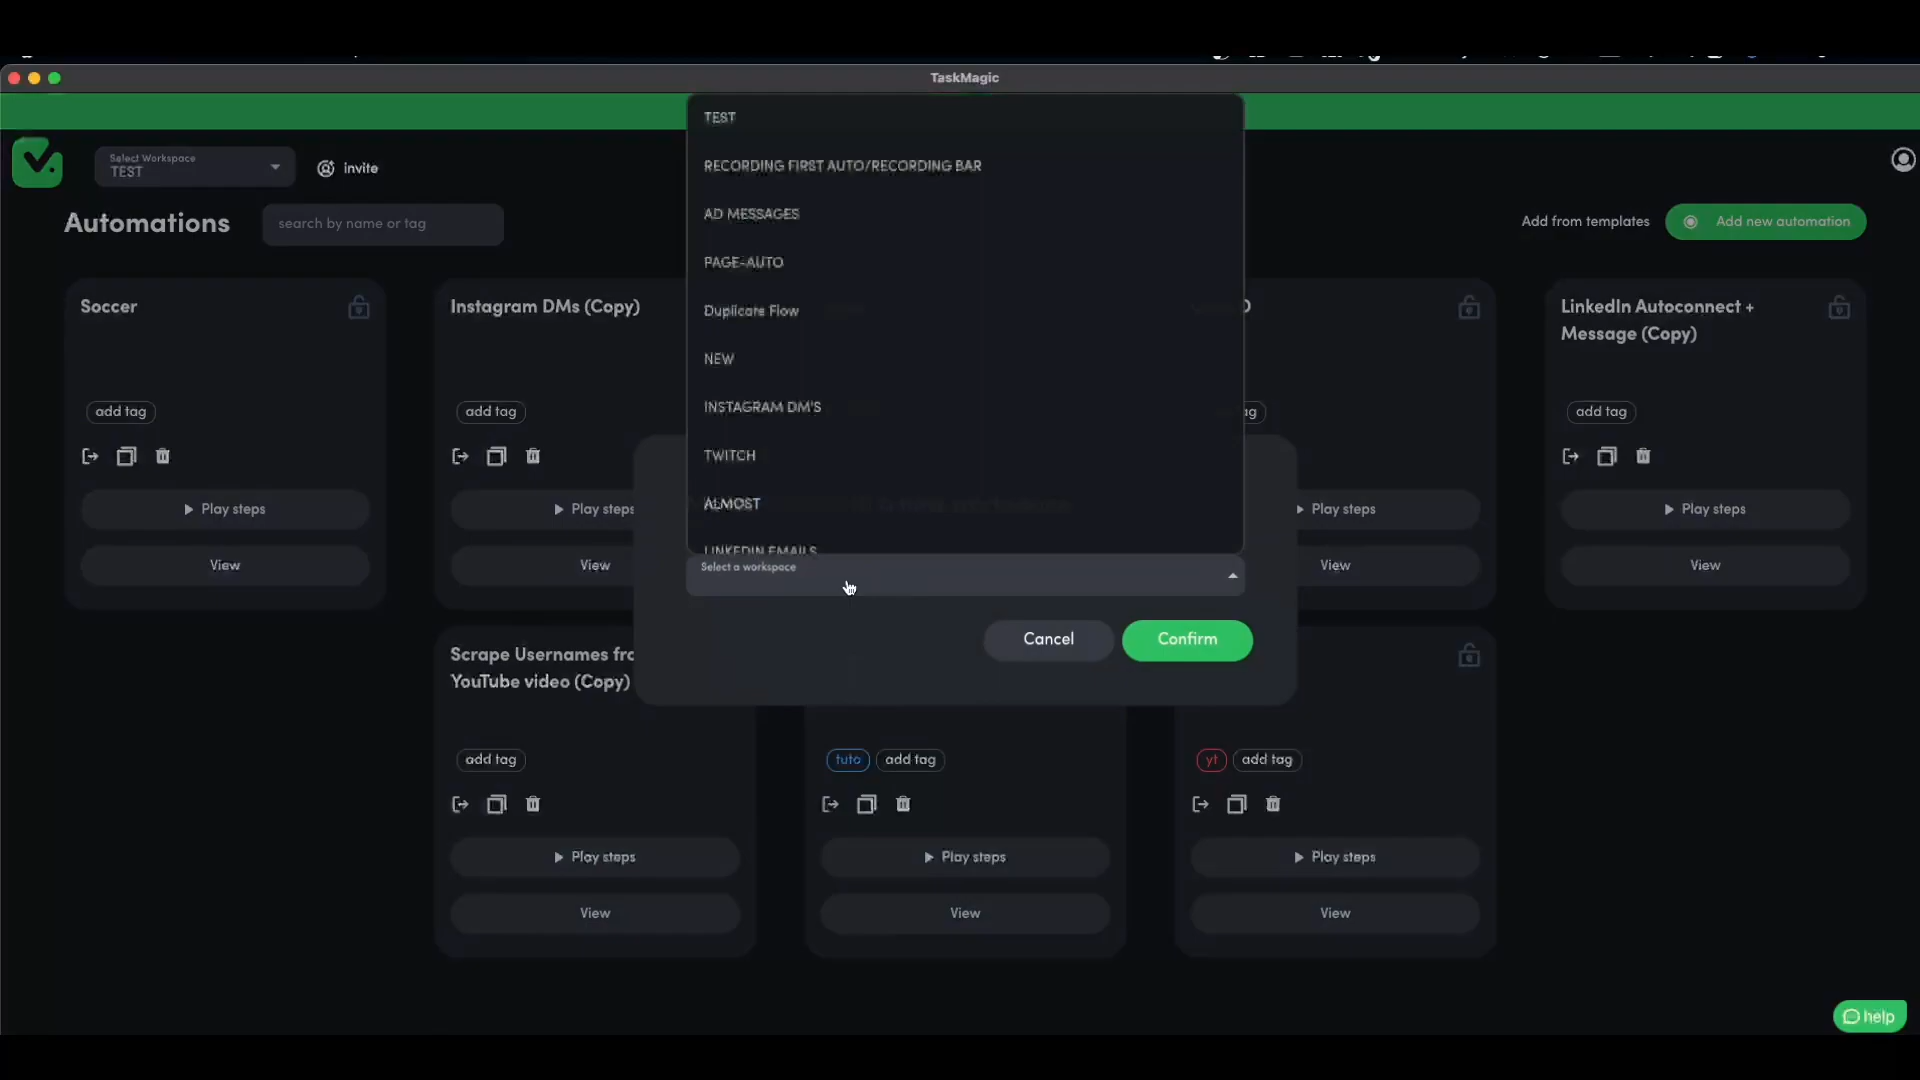 TaskMagic
Select Workspace
TEST
invite
Automations
search by name or tag
Add from templates
Add new automation
TEST
RECORDING FIRST AUTO/RECORDING BAR
AD MESSAGES
PAGE-AUTO
Duplicate Flow
NEW
INSTAGRAM DM'S
TWITCH
ALMOST
LINKEDIN EMAILS
Select a workspace
Cancel
Confirm
Soccer
add tag
Play steps
View
Instagram DMs (Copy)
add tag
Play steps
View
Play steps
View
LinkedIn Autoconnect +
Message (Copy)
add tag
Play steps
View
Scrape Usernames
YouTube video (Copy)
add tag
Play steps
View
tuto
add tag
Play steps
View
yt
add tag
Play steps
View
help